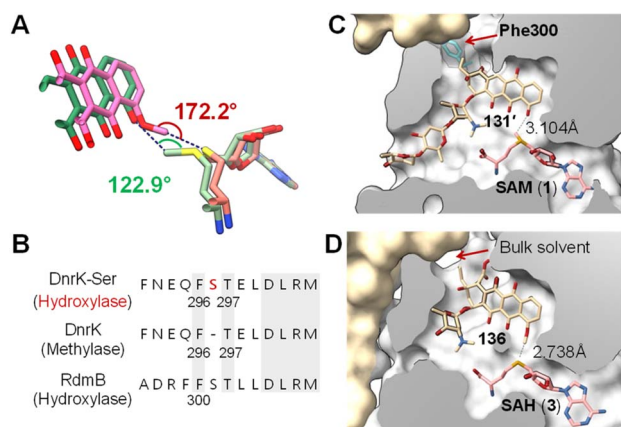 A
172.2°
122.9°
B
DnrK-Ser
(Hydroxylase)
F N E Q F S T E L D L R M
296 297
DnrK
(Methylase)
F N E Q F - T E L D L R M
296 297
RdmB
(Hydroxylase)
A D R F F S T L L D L R M
300
C
Phe300
131′
3.104Å
SAM (1)
D
Bulk solvent
136
2.738Å
SAH (3)